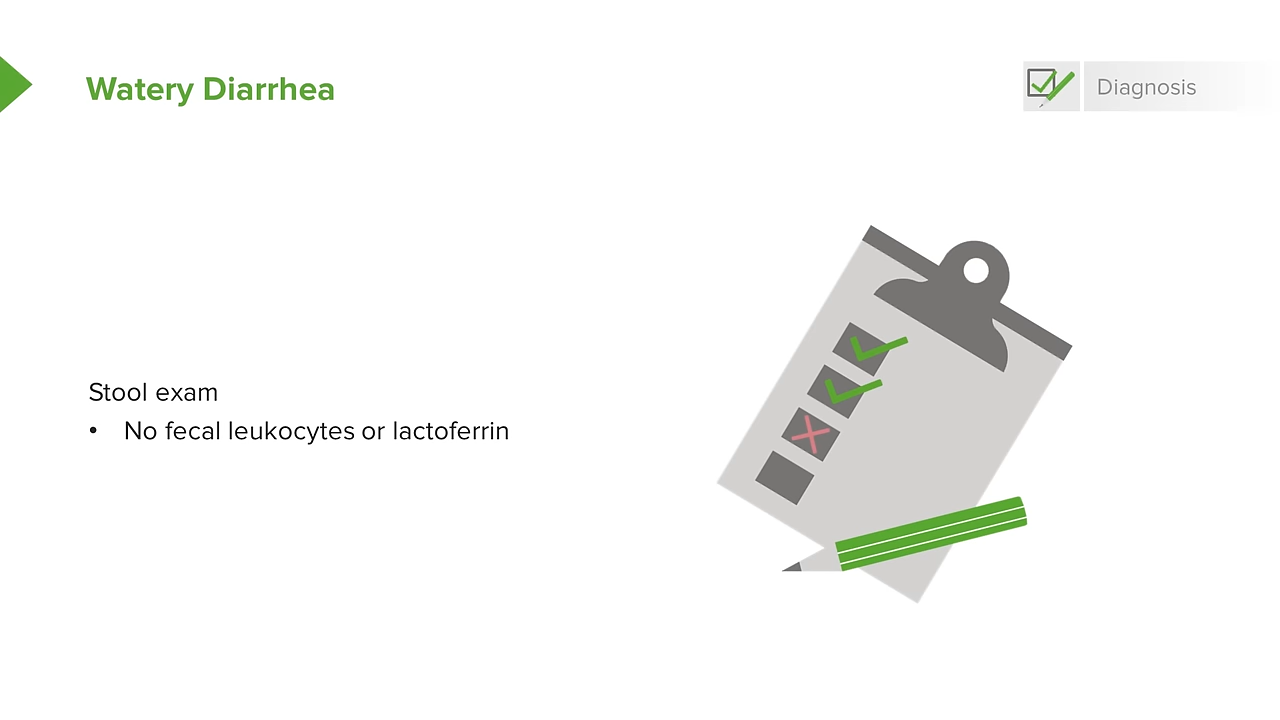 Watery Diarrhea
Diagnosis
Stool exam
• No fecal leukocytes or lactoferrin